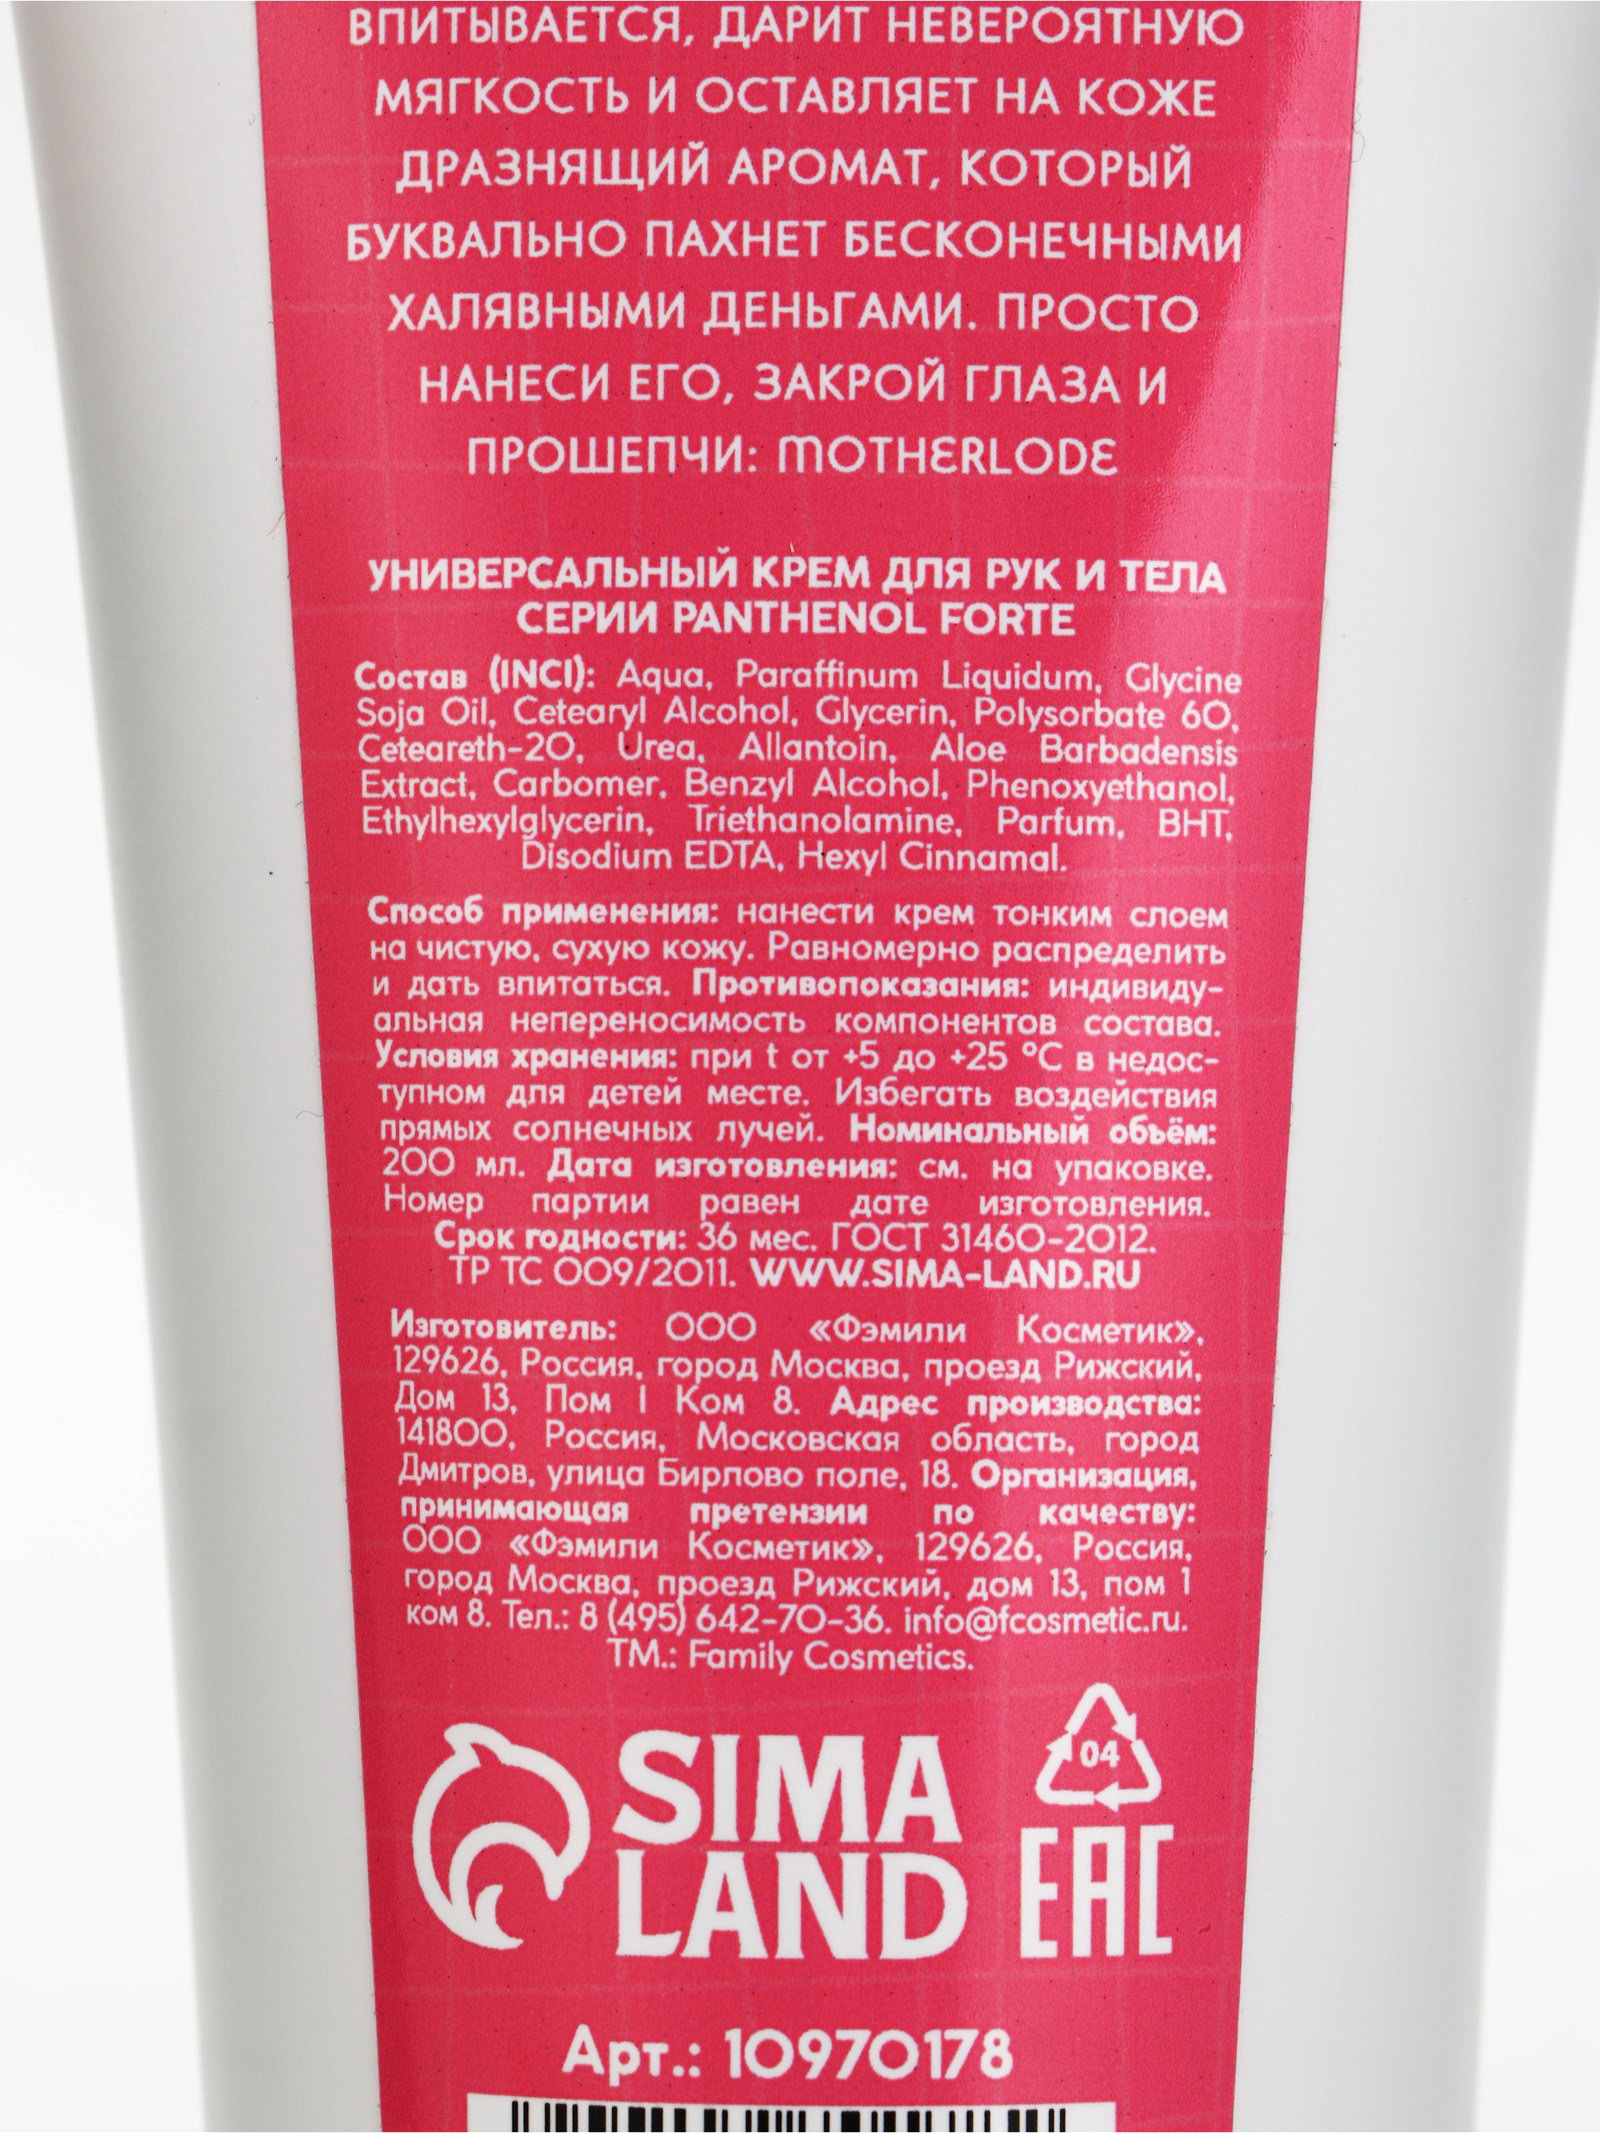 ВПИТЫВАЕТСЯ, ДАРИТ НЕВЕРОЯТНУЮ
МЯГКОСТЬ И ОСТАВЛЯЕТ НА КОЖЕ
ДРАЗНЯЩИЙ АРОМАТ, КОТОРЫЙ
БУКВАЛЬНО ПАХНЕТ БЕСКОНЕЧНЫМИ
ХАЛЯВНЫМИ ДЕНЬГАМИ. ПРОСТО
НАНЕСИ ЕГО, ЗАКРОЙ ГЛАЗА И
ПРОШЕПЧИ: MOTHERLODE
УНИВЕРСАЛЬНЫЙ КРЕМ ДЛЯ РУК И ТЕЛА
СЕРИИ PANTHENOL FORTE
Состав (INCI): Aqua, Paraffinum Liquidum, Glycine
Soja Oil, Cetearyl Alcohol, Glycerin, Polysorbate 60,
Ceteareth-20, Urea, Allantoin, Aloe Barbadensis
Extract, Carbomer, Benzyl Alcohol, Phenoxyethanol,
Ethylhexylglycerin, Triethanolamine, Parfum, BHT,
Disodium EDTA, Hexyl Cinnamal.
Способ применения: нанести крем тонким слоем
на чистую, сухую кожу. Равномерно распределить
и дать впитаться. Противопоказания: индивиду-
альная непереносимость компонентов состава.
Условия хранения: при t от +5 до +25 °C в недос-
тупном для детей месте. Избегать воздействия
прямых солнечных лучей. Номинальный объём:
200 мл. Дата изготовления: см. на упаковке.
Номер партии равен дате изготовления.
Срок годности: 36 мес. ГОСТ 31460-2012.
ТР ТС 009/2011. WWW.SIMA-LAND.RU
Изготовитель: ООО «Фэмили Косметик»,
129626, Россия, город Москва, проезд Рижский,
Дом 13, Пом I Ком 8. Адрес производства:
141800, Россия, Московская область, город
Дмитров, улица Бирлово поле, 18. Организация,
принимающая претензии по качеству:
ООО «Фэмили Косметик», 129626, Россия,
город Москва, проезд Рижский, дом 13, пом 1
ком 8. Тел.: 8 (495) 642-70-36. info@fcosmetic.ru.
TM.: Family Cosmetics.
04
SIMA
LAND
EAC
Арт.: 10970178